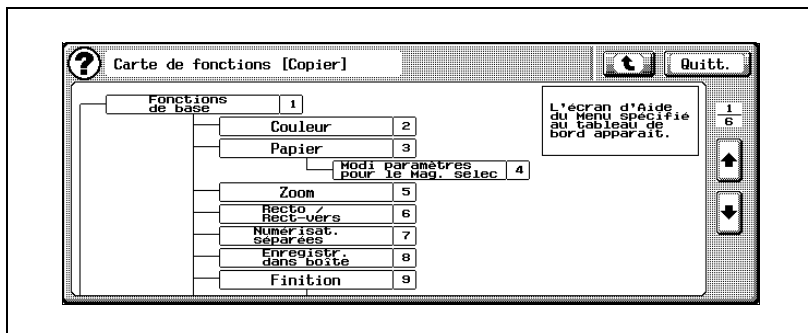 Carte de fonctions [Copier]
Quitt.
Fonctions
de base
1
Couleur
2
Papier
3
Modi paramètres
pour le Mag. sélec
4
Zoom
5
Recto /
Rect-vers
6
Numérisat.
séparées
7
Enregistr.
dans boîte
8
Finition
9
L'écran d'Aide
du Menu spécifié
au tableau de
bord apparait.
1
6